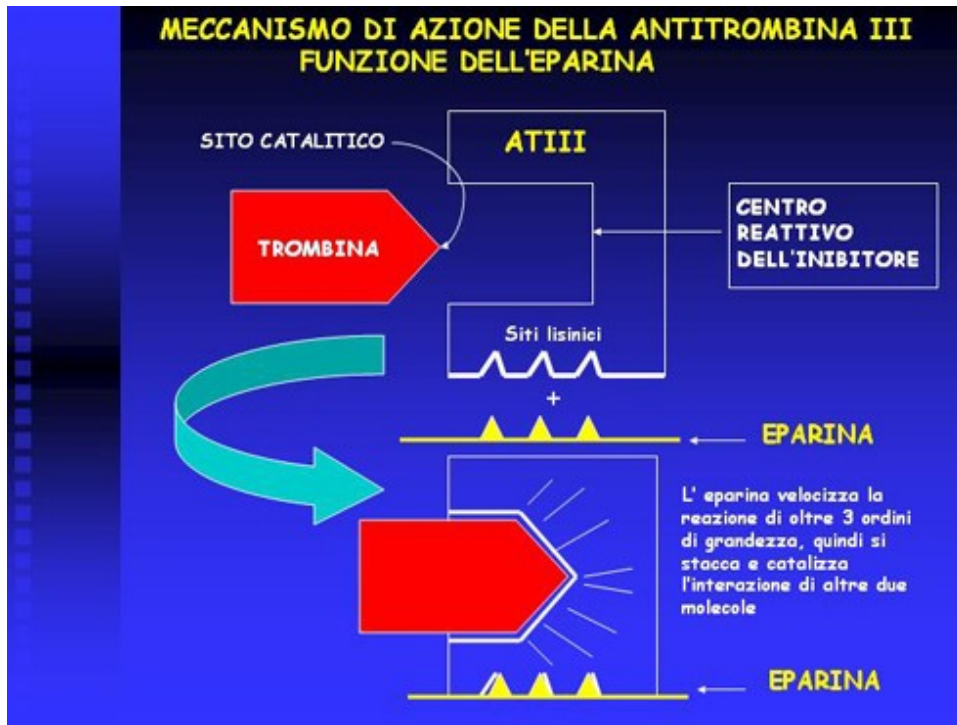 MECCANISMO DI AZIONE DELLA ANTITROMBINA III
FUNZIONE DELL'EPARINA
SITO CATALITICO
ATIII
TROMBINA
CENTRO
REATTIVO
DELL'INIBITORE
Siti lisinici
+
EPARINA
L' eparina velocizza la
reazione di oltre 3 ordini
di grandezza, quindi si
stacca e catalizza
l'interazione di altre due
molecole
EPARINA